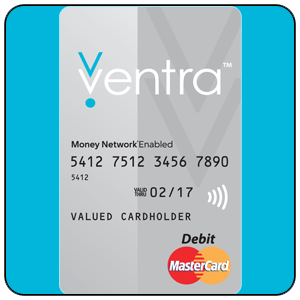 Ventra™
Money Network® Enabled
5412 7512 3456 7890
5412
VALID
THRU 02/17
VALUED CARDHOLDER
Debit
MasterCard